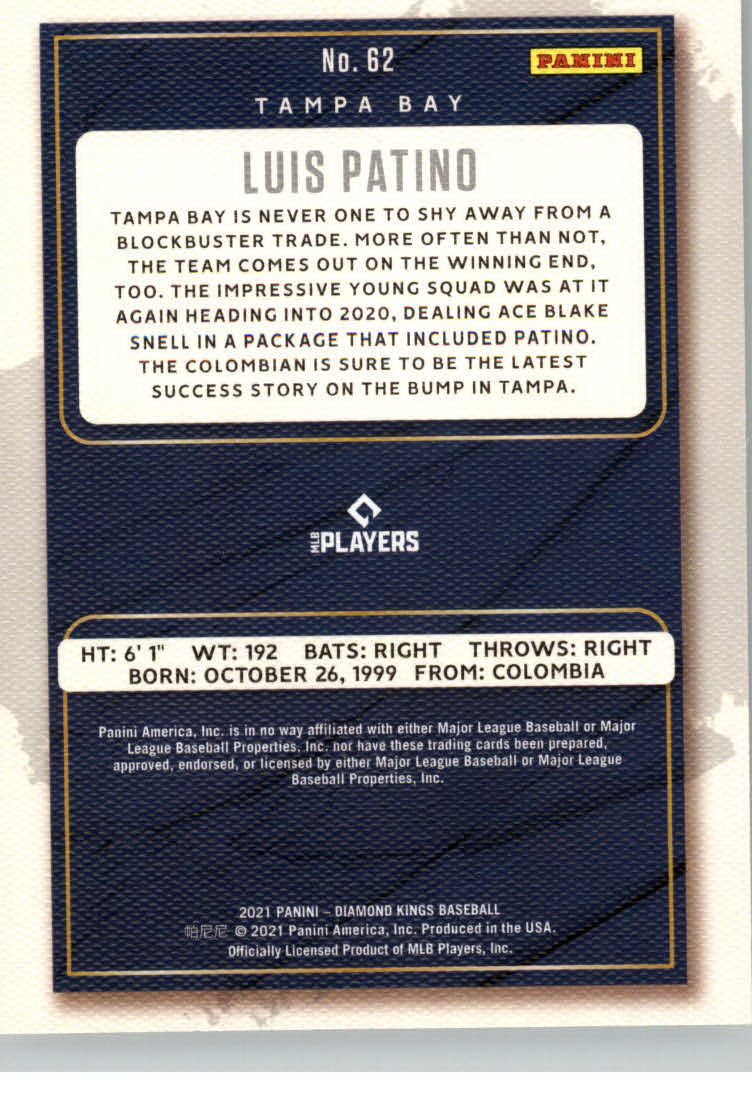 No. 62
PANINI
TAMPA BAY
LUIS PATINO
TAMPA BAY IS NEVER ONE TO SHY AWAY FROM A
BLOCKBUSTER TRADE. MORE OFTEN THAN NOT,
THE TEAM COMES OUT ON THE WINNING END,
TOO. THE IMPRESSIVE YOUNG SQUAD WAS AT IT
AGAIN HEADING INTO 2020, DEALING ACE BLAKE
SNELL IN A PACKAGE THAT INCLUDED PATINO.
THE COLOMBIAN IS SURE TO BE THE LATEST
SUCCESS STORY ON THE BUMP IN TAMPA.
MLB PLAYERS
HT: 6' 1" WT: 192 BATS: RIGHT THROWS: RIGHT
BORN: OCTOBER 26, 1999 FROM: COLOMBIA
Panini America, Inc. is in no way affiliated with either Major League Baseball or Major
League Baseball Properties, Inc. nor have these trading cards been prepared,
approved, endorsed, or licensed by either Major League Baseball or Major League
Baseball Properties, Inc.
2021 PANINI – DIAMOND KINGS BASEBALL
帕尼尼 © 2021 Panini America, Inc. Produced in the USA.
Officially Licensed Product of MLB Players, Inc.